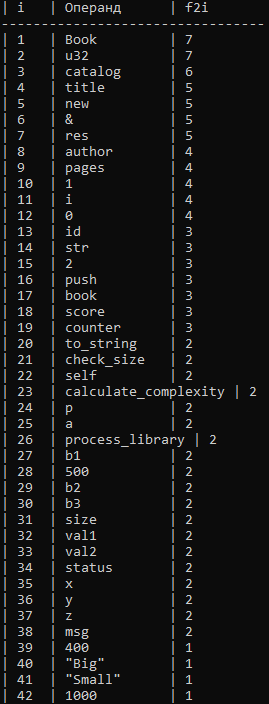 | i | Операнд | f2i
---------------------------------
| 1 | Book | 7
| 2 | u32 | 7
| 3 | catalog | 6
| 4 | title | 5
| 5 | new | 5
| 6 | & | 5
| 7 | res | 5
| 8 | author | 4
| 9 | pages | 4
| 10 | 1 | 4
| 11 | i | 4
| 12 | 0 | 4
| 13 | id | 3
| 14 | str | 3
| 15 | 2 | 3
| 16 | push | 3
| 17 | book | 3
| 18 | score | 3
| 19 | counter | 3
| 20 | to_string | 2
| 21 | check_size | 2
| 22 | self | 2
| 23 | calculate_complexity | 2
| 24 | p | 2
| 25 | a | 2
| 26 | process_library | 2
| 27 | b1 | 2
| 28 | 500 | 2
| 29 | b2 | 2
| 30 | b3 | 2
| 31 | size | 2
| 32 | val1 | 2
| 33 | val2 | 2
| 34 | status | 2
| 35 | x | 2
| 36 | y | 2
| 37 | z | 2
| 38 | msg | 2
| 39 | 400 | 1
| 40 | "Big" | 1
| 41 | "Small" | 1
| 42 | 1000 | 1